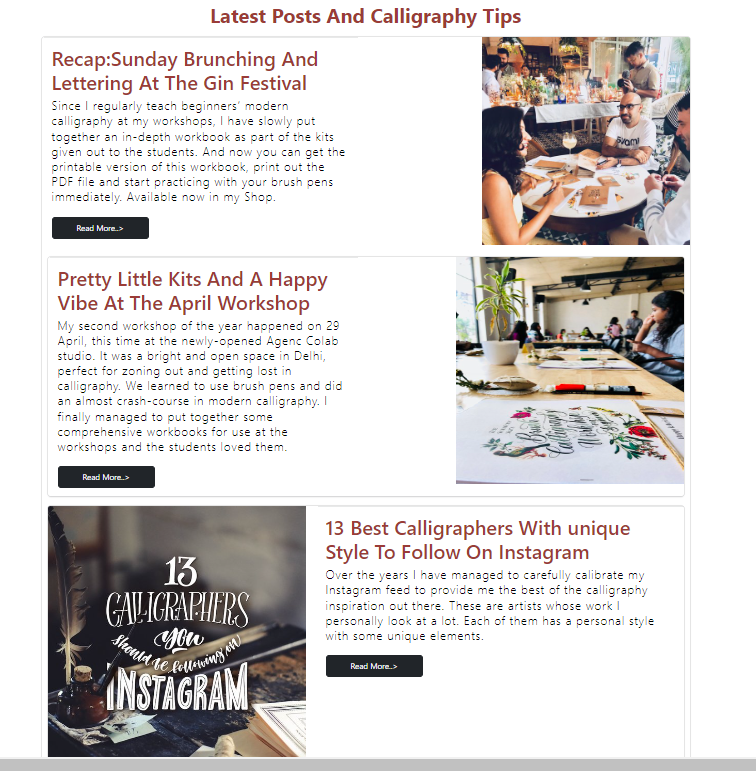 Latest Posts And Calligraphy Tips
Recap:Sunday Brunching And
Lettering At The Gin Festival
Since I regularly teach beginners' modern
calligraphy at my workshops, I have slowly put
together an in-depth workbook as part of the kits
given out to the students. And now you can get the
printable version of this workbook, print out the
PDF file and start practicing with your brush pens
immediately. Available now in my Shop.
Read More..>
Pretty Little Kits And A Happy
Vibe At The April Workshop
My second workshop of the year happened on 29
April, this time at the newly-opened Agenc Colab
studio. It was a bright and open space in Delhi,
perfect for zoning out and getting lost in
calligraphy. We learned to use brush pens and did
an almost crash-course in modern calligraphy. I
finally managed to put together some
comprehensive workbooks for use at the
workshops and the students loved them.
Read More..>
13
CALLIGRAPHERS
you
should be following on
INSTAGRAM
13 Best Calligraphers With unique
Style To Follow On Instagram
Over the years I have managed to carefully calibrate my
Instagram feed to provide me the best of the calligraphy
inspiration out there. These are artists whose work I
personally look at a lot. Each of them has a personal style
with some unique elements.
Read More..>